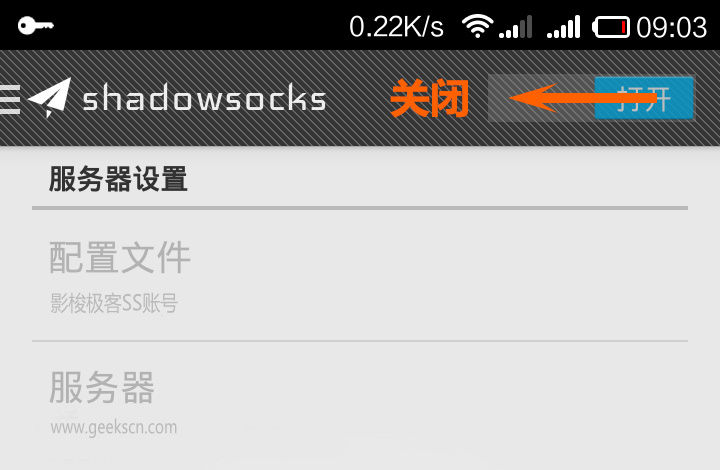 0.22K/s 09:03
shadowsocks 关闭 打开
服务器设置
配置文件
影梭极客SS账号
服务器
www.geekscn.com